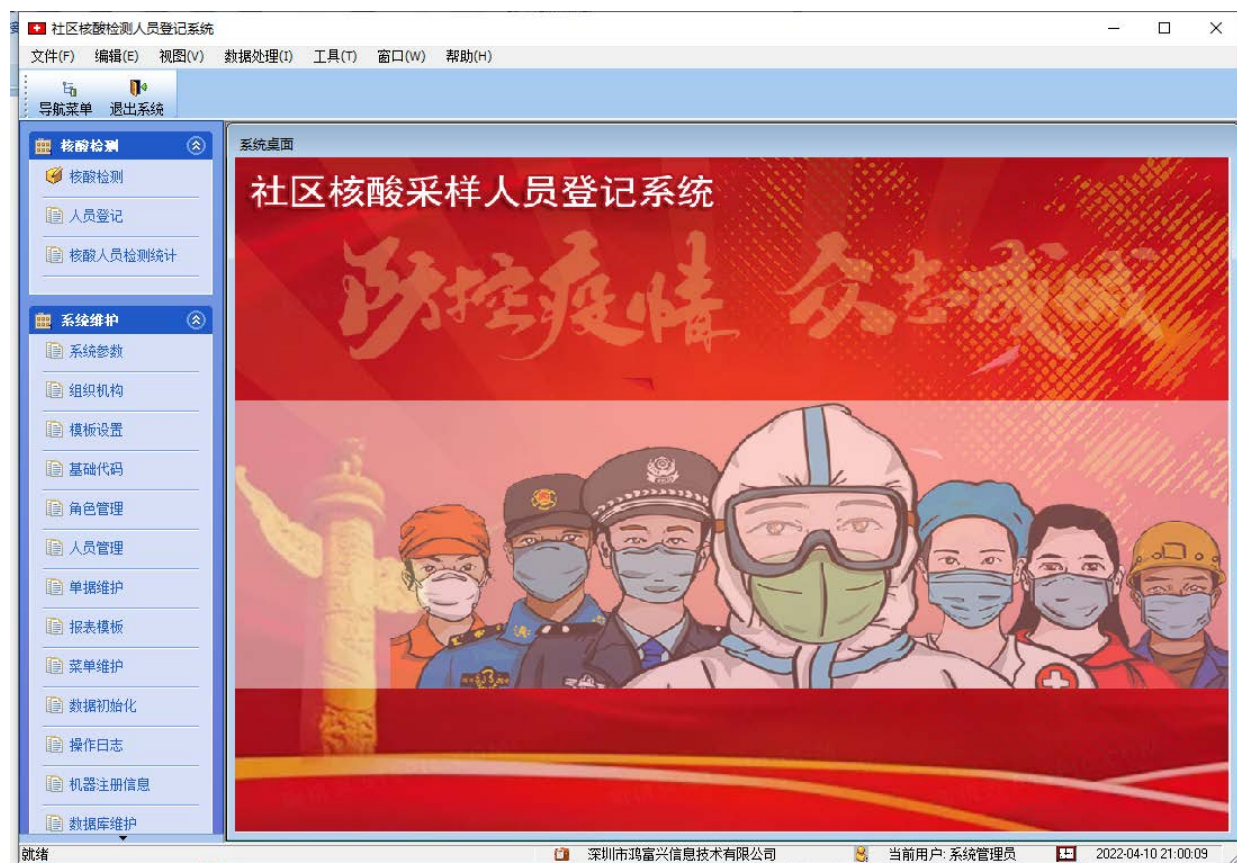 社区核酸检测人员登记系统
文件(F) 编辑(E) 视图(V) 数据处理(I) 工具(T) 窗口(W) 帮助(H)
导航菜单 退出系统
核酸检测
核酸检测
人员登记
核酸人员检测统计
系统维护
系统参数
组织机构
模板设置
基础代码
角色管理
人员管理
单据维护
报表模板
菜单维护
数据初始化
操作日志
机器注册信息
数据库维护
系统桌面
社区核酸采样人员登记系统
防控疫情 众志成城
就绪 深圳市鸿富兴信息技术有限公司 当前用户: 系统管理员 2022-04-10 21:00:09